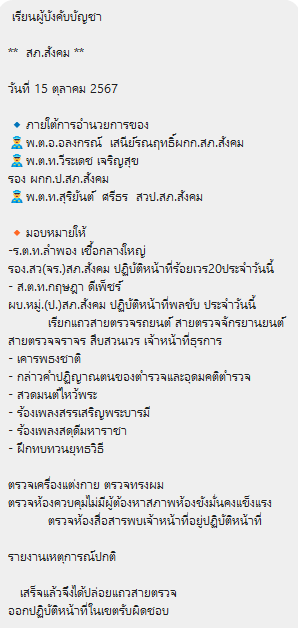 เรียนผู้บังคับบัญชา
** สภ.สังคม **
วันที่ 15 ตุลาคม 2567
🔹ภายใต้การอำนวยการของ
👮พ.ต.อ.อลงกรณ์ เสนีย์รณฤทธิ์ผกก.สภ.สังคม
👮พ.ต.ท.วีระเดช เจริญสุข
รอง ผกก.ป.สภ.สังคม
👮พ.ต.ท.สุริยันต์ ศรีธร สวป.สภ.สังคม
🔸มอบหมายให้
-ร.ต.ท.ลำพอง เชื้อกลางใหญ่
รอง.สว(จร.)สภ.สังคม ปฏิบัติหน้าที่ร้อยเวร20ประจำวันนี้
- ส.ต.ท.กฤษฎา ดีเพ็ชร์
ผบ.หมู่.(ป.)สภ.สังคม ปฏิบัติหน้าที่พลขับ ประจำวันนี้
เรียกแถวสายตรวจรถยนต์ สายตรวจจักรยานยนต์
สายตรวจจราจร สืบสวนเวร เจ้าหน้าที่ธุรการ
- เคารพธงชาติ
- กล่าวคำปฏิญาณตนของตำรวจและอุดมคติตำรวจ
- สวดมนต์ไหว้พระ
- ร้องเพลงสรรเสริญพระบารมี
- ร้องเพลงสดุดีมหาราชา
- ฝึกทบทวนยุทธวิธี
ตรวจเครื่องแต่งกาย ตรวจทรงผม
ตรวจห้องควบคุมไม่มีผู้ต้องหาสภาพห้องขังมั่นคงแข็งแรง
ตรวจห้องสื่อสารพบเจ้าหน้าที่อยู่ปฏิบัติหน้าที่
รายงานเหตุการณ์ปกติ
เสร็จแล้วจึงได้ปล่อยแถวสายตรวจ
ออกปฏิบัติหน้าที่ในเขตรับผิดชอบ